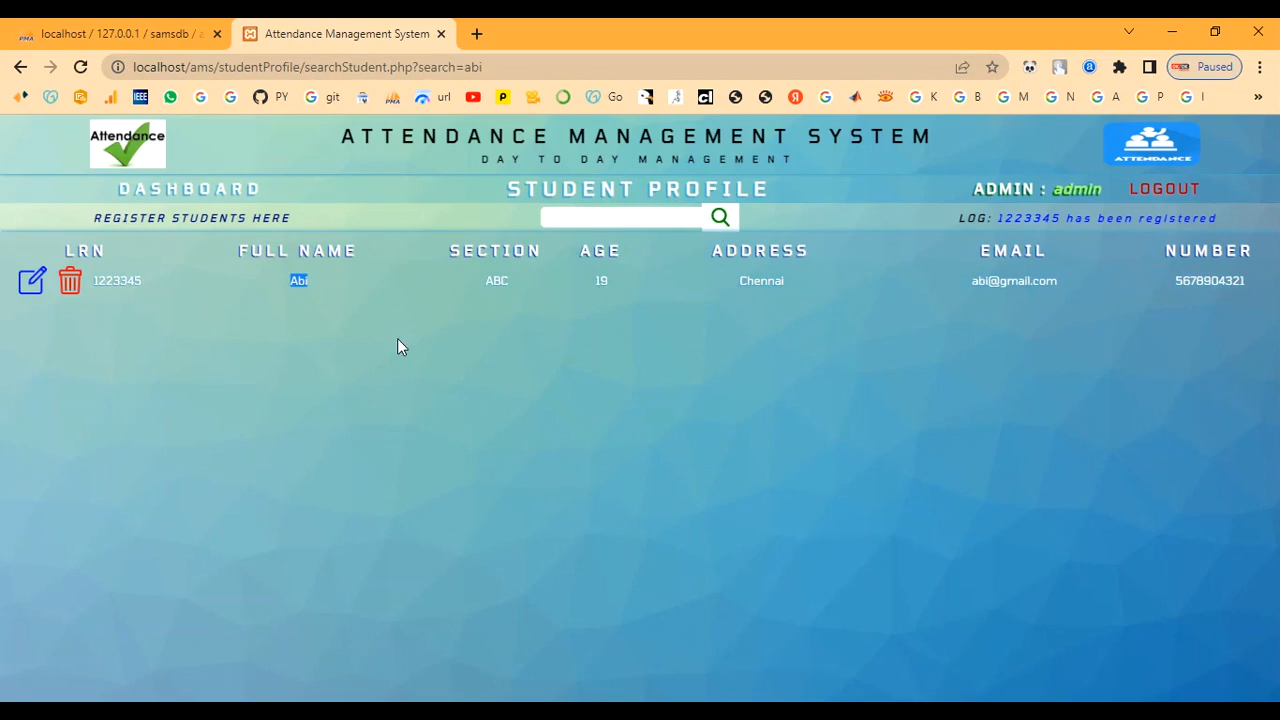 localhost / 127.0.0.1 / samsdb /
Attendance Management System
localhost/ams/studentProfile/searchStudent.php?search=abi
Paused
IEEE
PY
git
url
Go
K
B
M
N
A
P
I
Attendance
ATTENDANCE MANAGEMENT SYSTEM
DAY TO DAY MANAGEMENT
ATTENDANCE
DASHBOARD
STUDENT PROFILE
ADMIN : admin
LOGOUT
REGISTER STUDENTS HERE
LOG: 1223345 has been registered
LRN FULL NAME SECTION AGE ADDRESS EMAIL NUMBER
1223345 Abi ABC 19 Chennai abi@gmail.com 5678904321